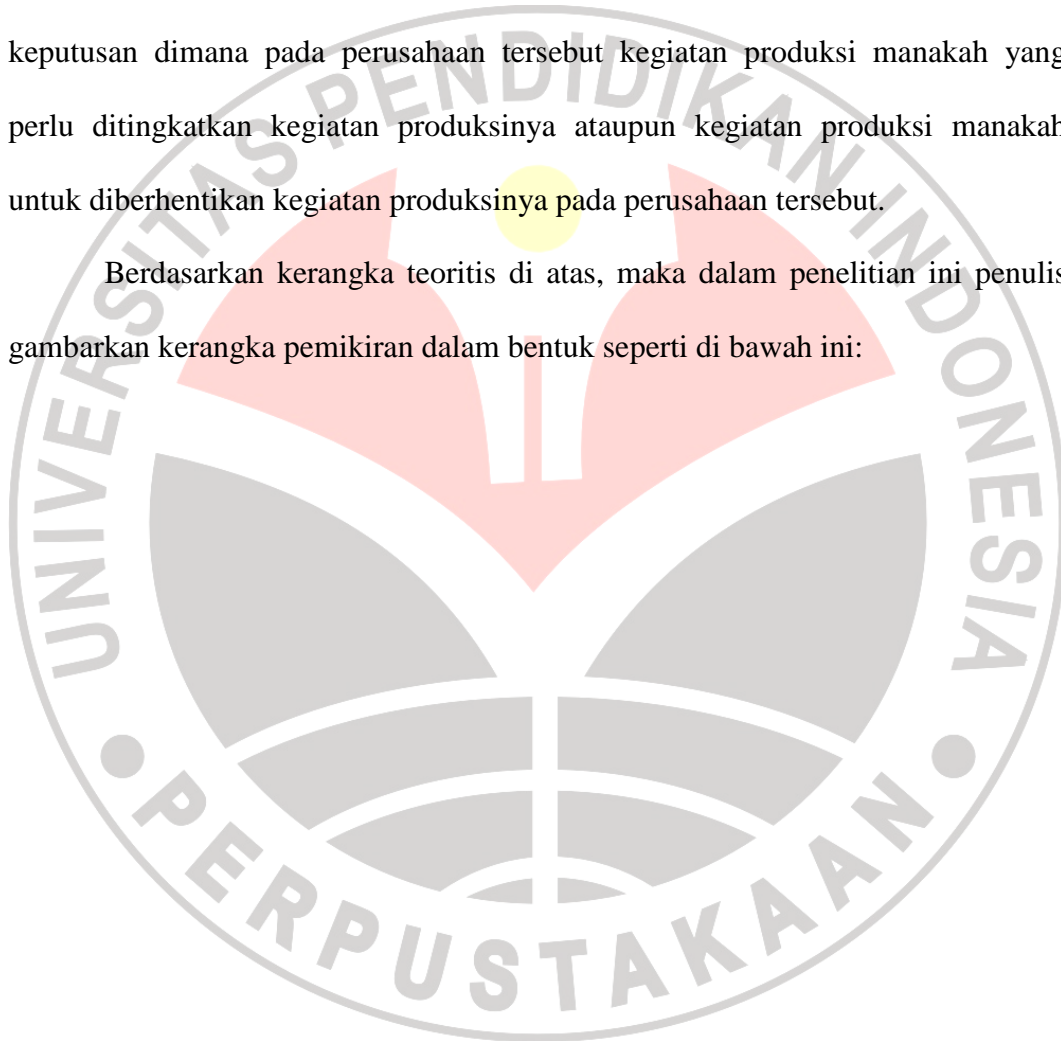 keputusan dimana pada perusahaan tersebut kegiatan produksi manakah yang
perlu ditingkatkan kegiatan produksinya ataupun kegiatan produksi manakah
untuk diberhentikan kegiatan produksinya pada perusahaan tersebut.
Berdasarkan kerangka teoritis di atas, maka dalam penelitian ini penulis
gambarkan kerangka pemikiran dalam bentuk seperti di bawah ini:
UNIVERSITAS PENDIDIKAN INDONESIA
PERPUSTAKAAN